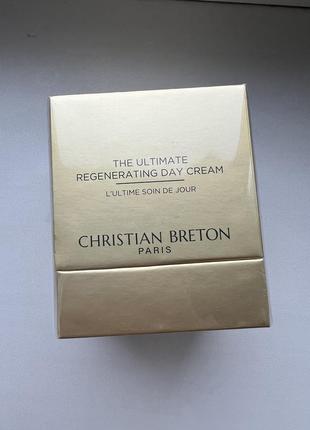 THE ULTIMATE
REGENERATING DAY CREAM
L'ULTIME SOIN DE JOUR
CHRISTIAN BRETON
PARIS